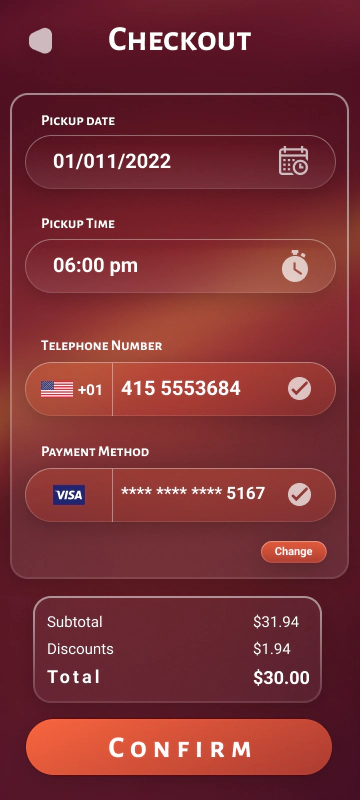 Checkout
Pickup date
01/011/2022
Pickup Time
06:00 pm
Telephone Number
+01 415 5553684
Payment Method
VISA **** **** **** 5167
Change
Subtotal $31.94
Discounts $1.94
Total $30.00
Confirm